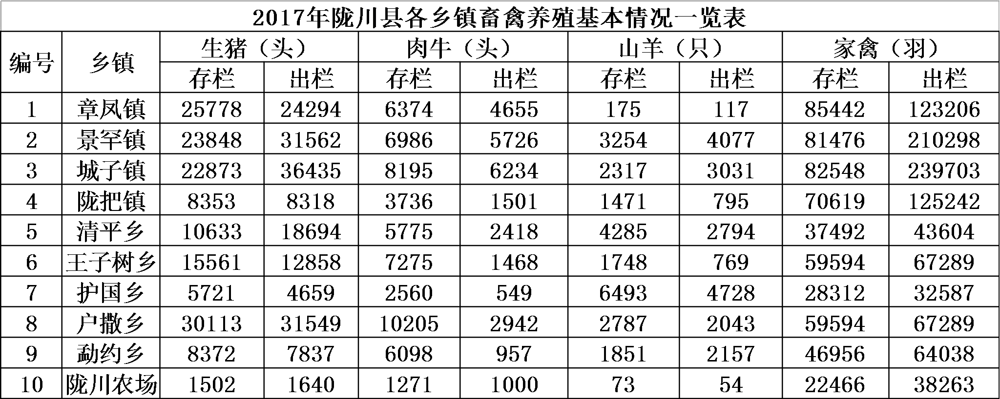 2017年陇川县各乡镇畜禽养殖基本情况一览表
编号 乡镇 生猪（头） 肉牛（头） 山羊（只） 家禽（羽）
存栏 出栏 存栏 出栏 存栏 出栏 存栏 出栏
1 章凤镇 25778 24294 6374 4655 175 117 85442 123206
2 景罕镇 23848 31562 6986 5726 3254 4077 81476 210298
3 城子镇 22873 36435 8195 6234 2317 3031 82548 239703
4 陇把镇 8353 8318 3736 1501 1471 795 70619 125242
5 清平乡 10633 18694 5775 2418 4285 2794 37492 43604
6 王子树乡 15561 12858 7275 1468 1748 769 59594 67289
7 护国乡 5721 4659 2560 549 6493 4728 28312 32587
8 户撒乡 30113 31549 10205 2942 2787 2043 59594 67289
9 勐约乡 8372 7837 6098 957 1851 2157 46956 64038
10 陇川农场 1502 1640 1271 1000 73 54 22466 38263